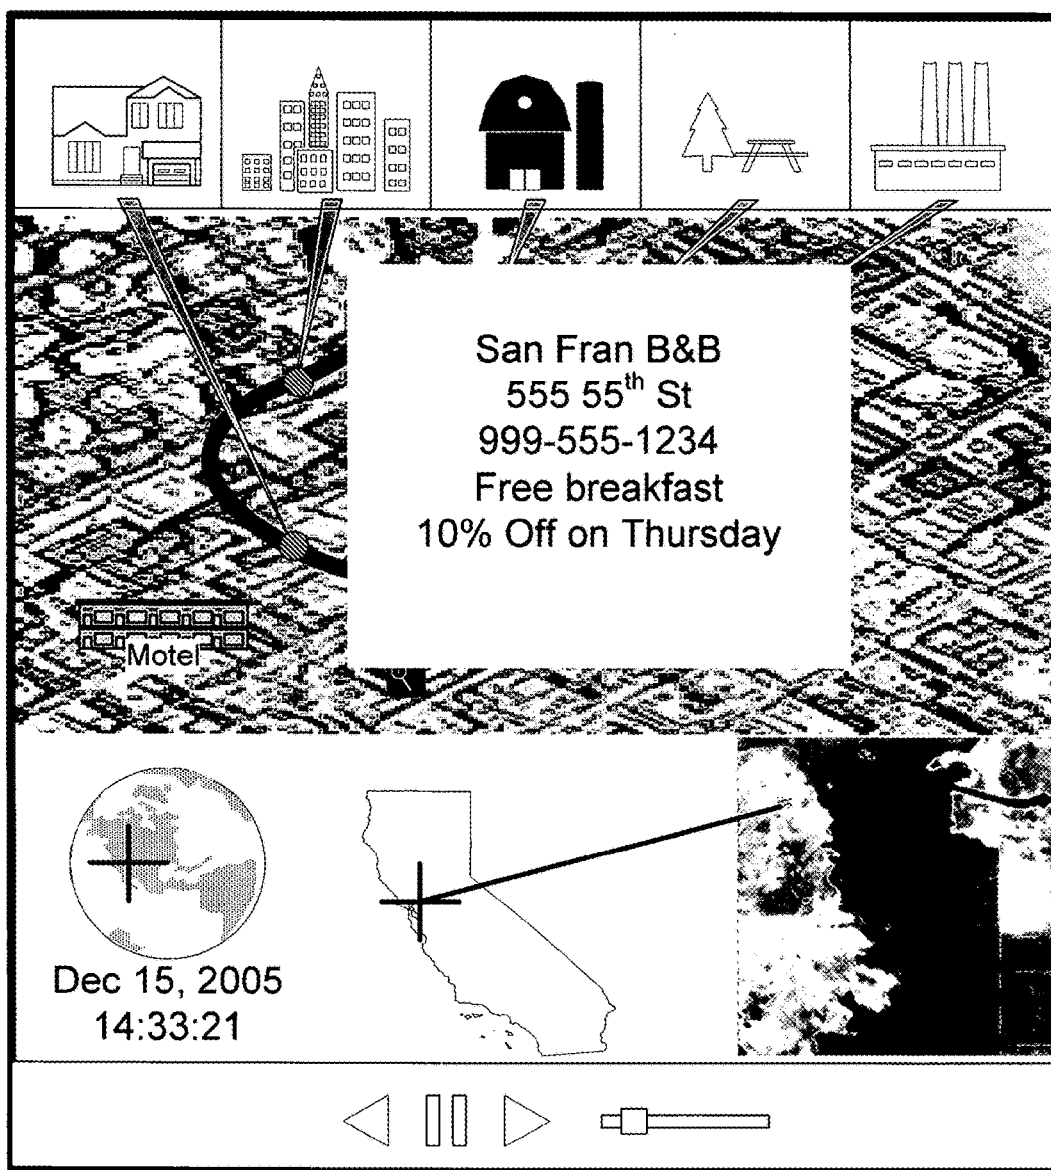 San Fran B&B
555 55th St
999-555-1234
Free breakfast
10% Off on Thursday
Motel
Dec 15, 2005
14:33:21